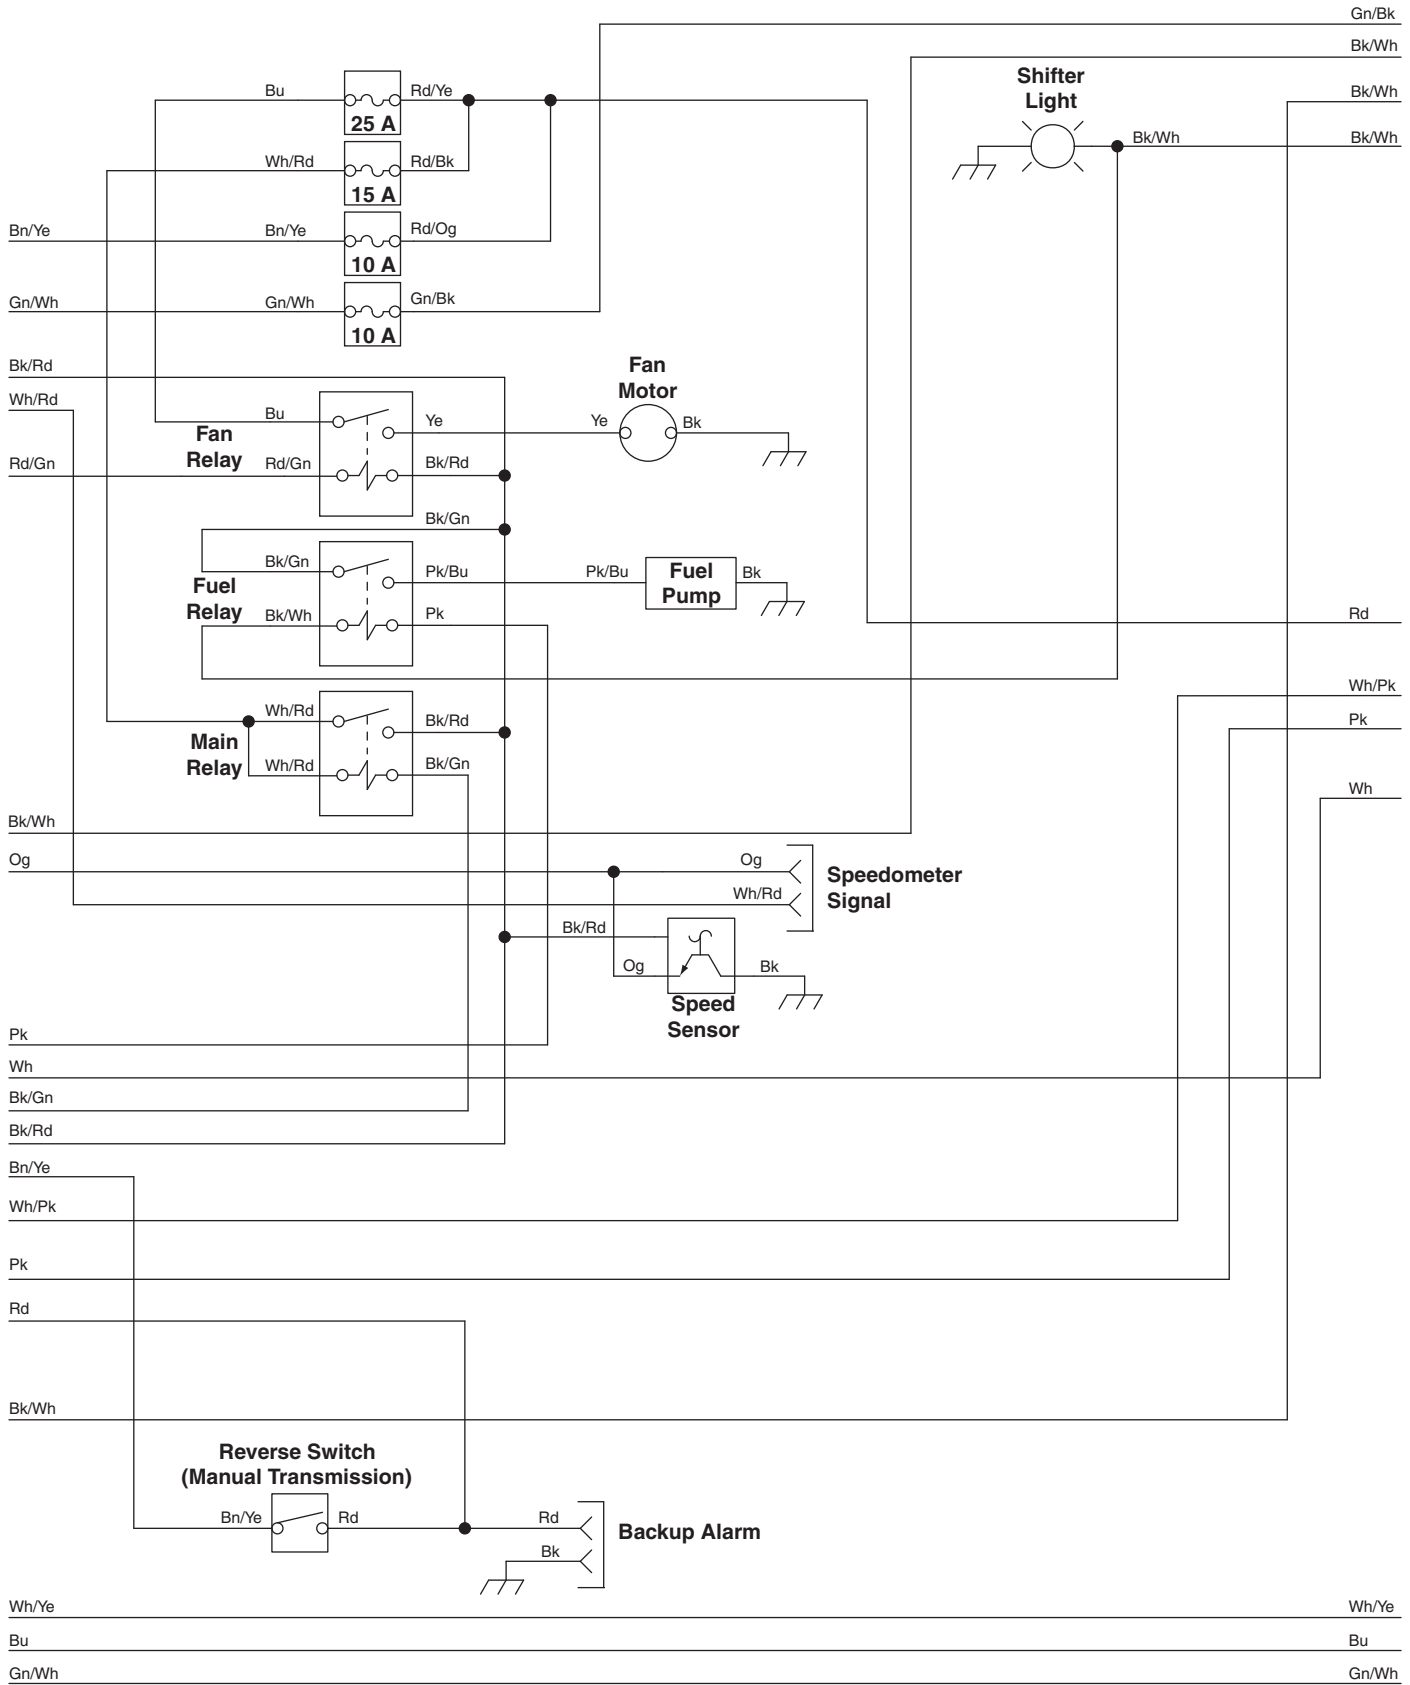 Gn/Bk
Bk/Wh
Shifter
Light
Bu
Rd/Ye
Bk/Wh
25 A
Bk/Wh
Bk/Wh
Wh/Rd
Rd/Bk
15 A
Bn/Ye
Bn/Ye
Rd/Og
10 A
Gn/Wh
Gn/Wh
Gn/Bk
10 A
Bk/Rd
Fan
Motor
Wh/Rd
Bu
Ye
Ye
Bk
Fan
Relay
Rd/Gn
Rd/Gn
Bk/Rd
Bk/Gn
Bk/Gn
Pk/Bu
Pk/Bu
Fuel
Pump
Bk
Fuel
Relay
Bk/Wh
Pk
Rd
Wh/Pk
Wh/Rd
Bk/Rd
Pk
Main
Relay
Wh/Rd
Bk/Gn
Wh
Bk/Wh
Og
Og
Speedometer
Signal
Wh/Rd
Bk/Rd
Og
Bk
Speed
Sensor
Pk
Wh
Bk/Gn
Bk/Rd
Bn/Ye
Wh/Pk
Pk
Rd
Bk/Wh
Reverse Switch
(Manual Transmission)
Bn/Ye
Rd
Rd
Backup Alarm
Bk
Wh/Ye
Wh/Ye
Bu
Bu
Gn/Wh
Gn/Wh